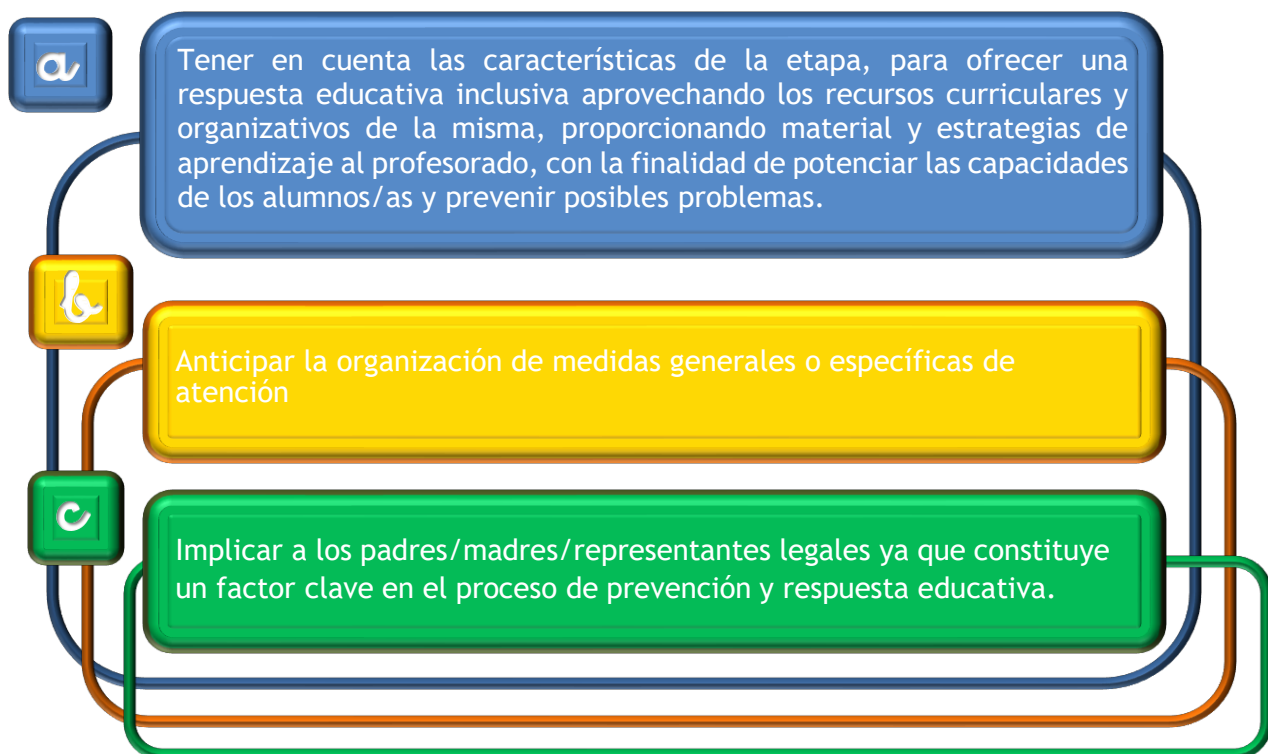 a
Tener en cuenta las características de la etapa, para ofrecer una
respuesta educativa inclusiva aprovechando los recursos curriculares y
organizativos de la misma, proporcionando material y estrategias de
aprendizaje al profesorado, con la finalidad de potenciar las capacidades
de los alumnos/as y prevenir posibles problemas.
b
Anticipar la organización de medidas generales o específicas de
atención
c
Implicar a los padres/madres/representantes legales ya que constituye
un factor clave en el proceso de prevención y respuesta educativa.